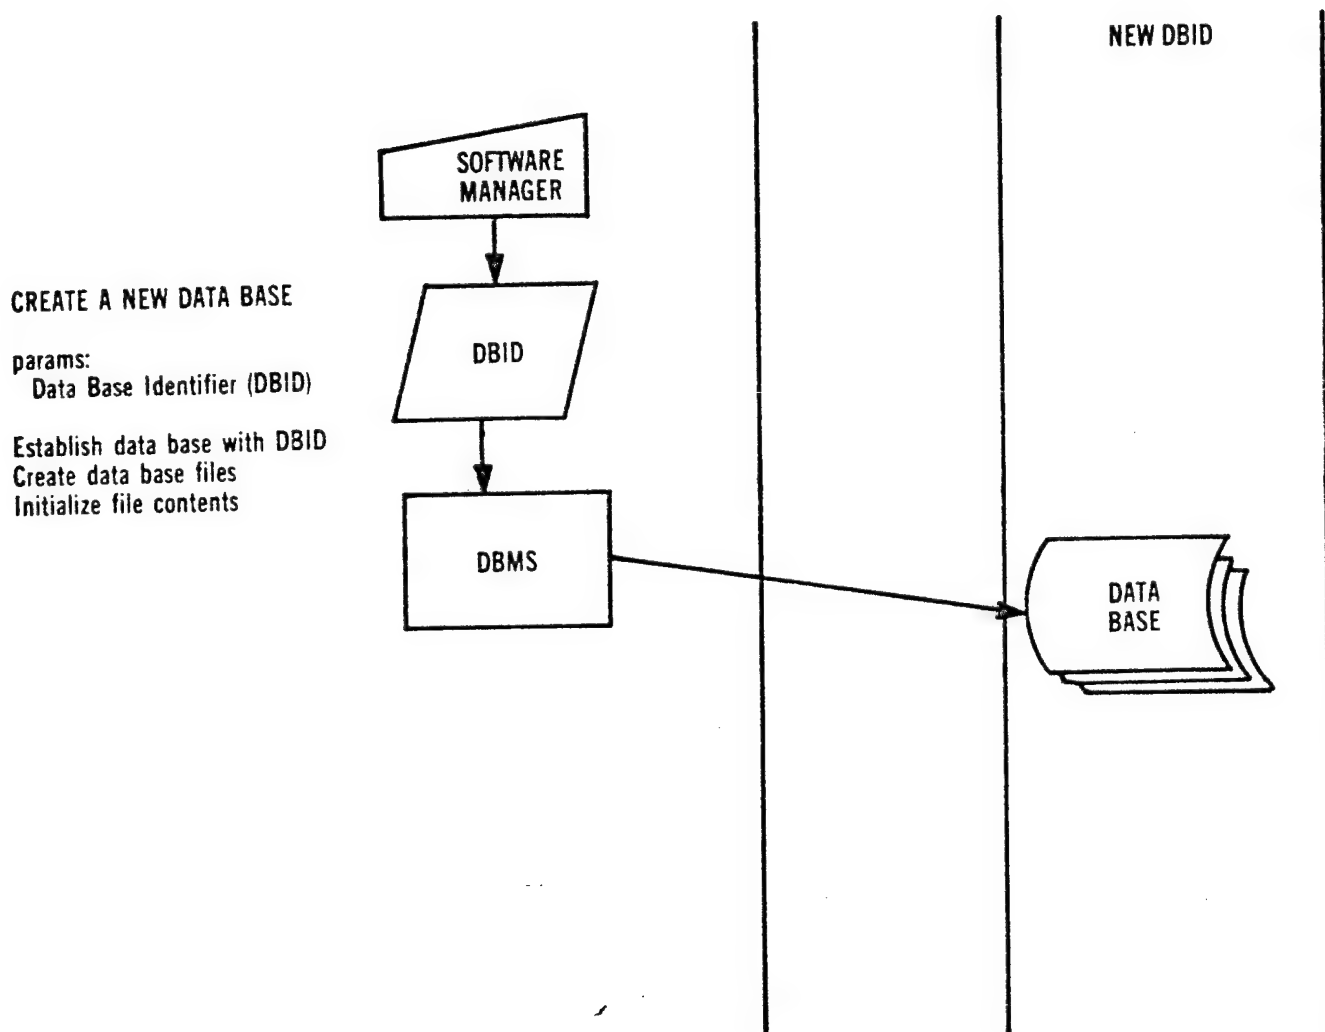 NEW DBID
SOFTWARE
MANAGER
CREATE A NEW DATA BASE
params:
Data Base Identifier (DBID)
Establish data base with DBID
Create data base files
Initialize file contents
DBID
DBMS
DATA
BASE